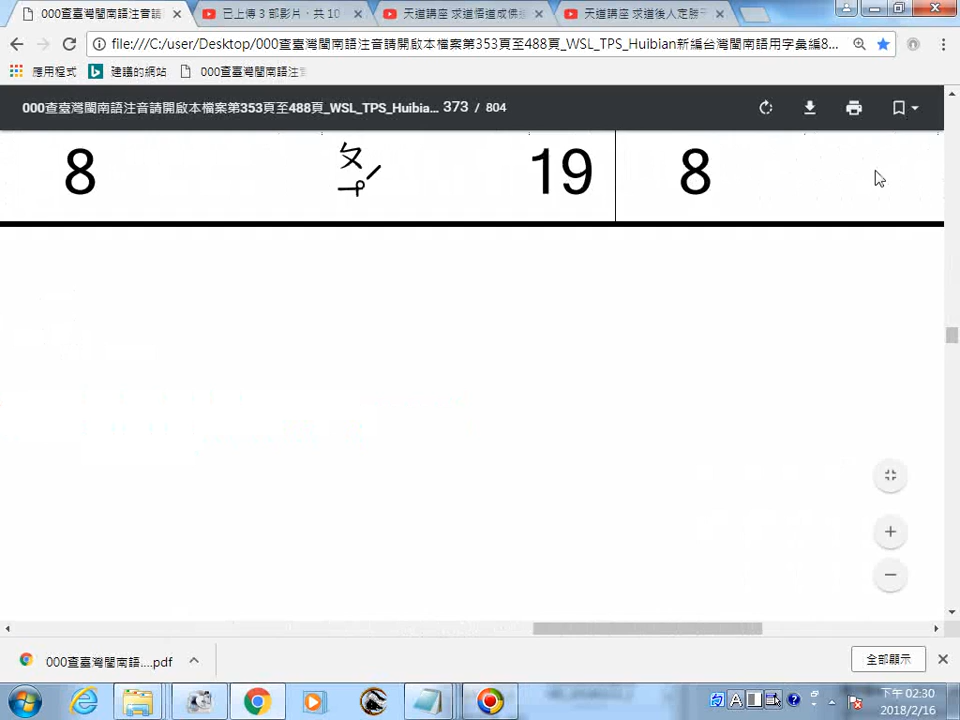 000查臺灣閩南語注音請
已上傳 3 部影片，共 10
天道講座 求道悟道成佛
天道講座 求道後人定勝
file:///C:/user/Desktop/000查臺灣閩南語注音請開啟本檔案第353頁至488頁_WSL_TPS_Huibian新編台灣閩南語用字彙編8...
應用程式
建議的網站
000查臺灣閩南語注
000查臺灣閩南語注音請開啟本檔案第353頁至488頁_WSL_TPS_Huibia... 373 / 804
8 19 8
000查臺灣閩南語....pdf
全部顯示
下午 02:30
2018/2/16